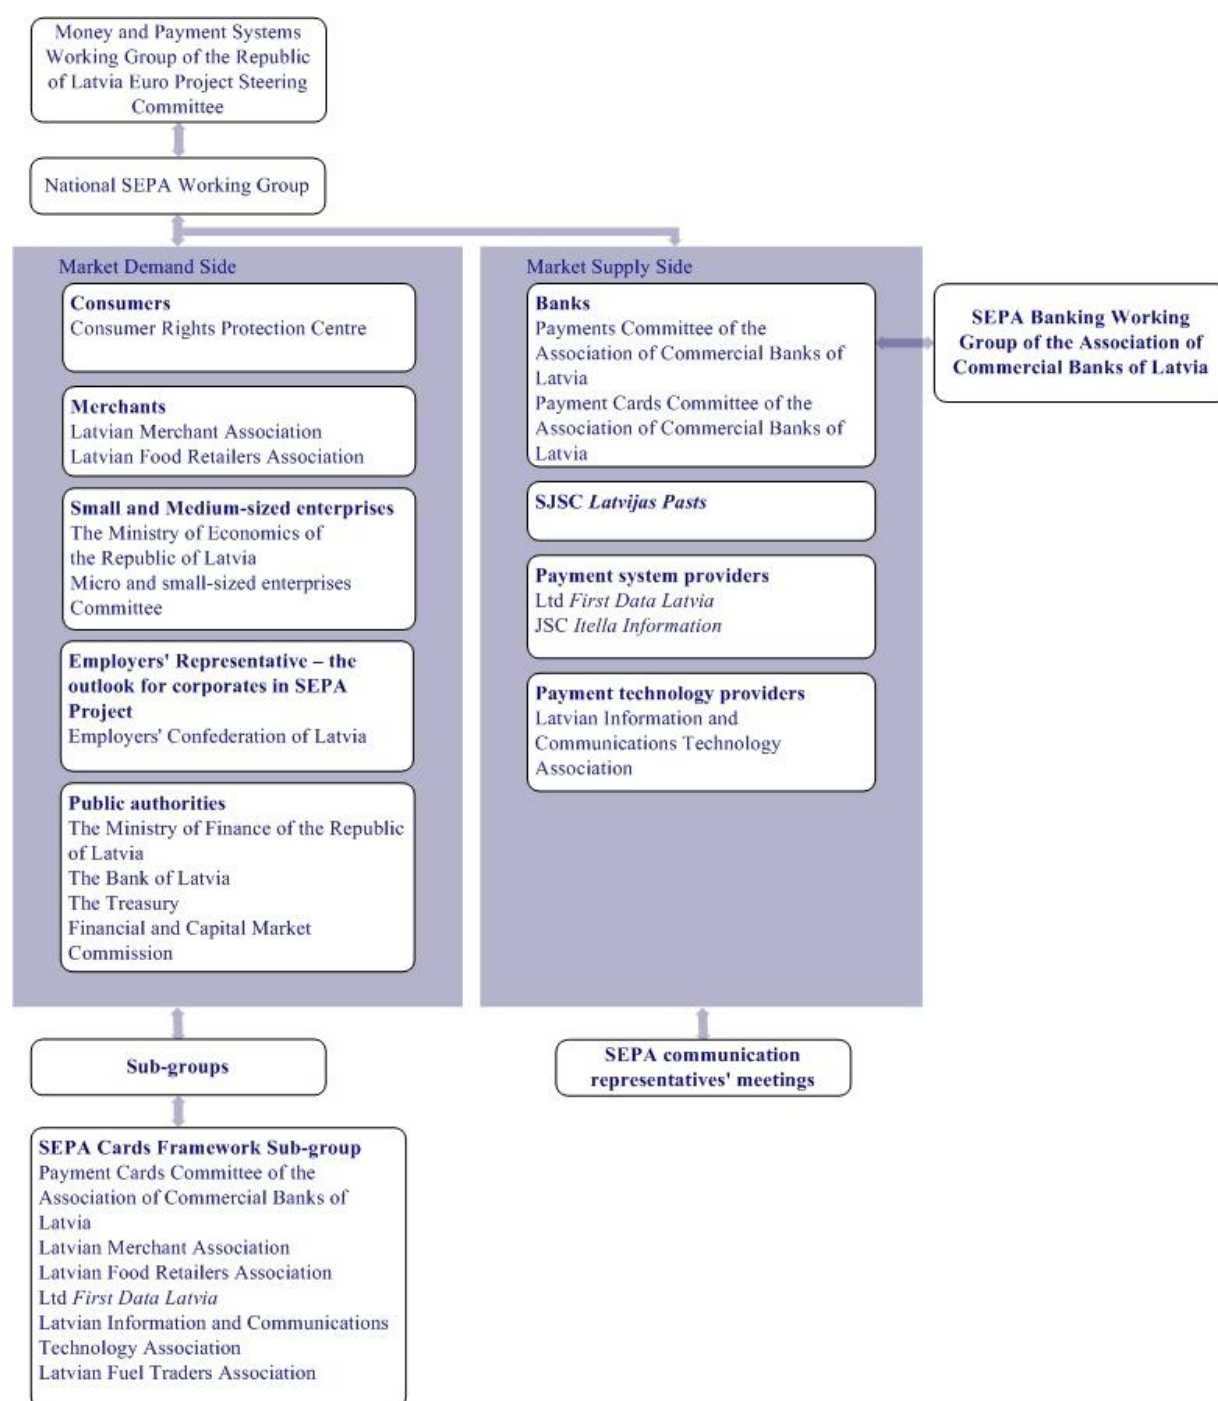 Money and Payment Systems
Working Group of the Republic
of Latvia Euro Project Steering
Committee
National SEPA Working Group
Market Demand Side
Consumers
Consumer Rights Protection Centre
Merchants
Latvian Merchant Association
Latvian Food Retailers Association
Small and Medium-sized enterprises
The Ministry of Economics of
the Republic of Latvia
Micro and small-sized enterprises
Committee
Employers' Representative – the
outlook for corporates in SEPA
Project
Employers' Confederation of Latvia
Public authorities
The Ministry of Finance of the Republic
of Latvia
The Bank of Latvia
The Treasury
Financial and Capital Market
Commission
Market Supply Side
Banks
Payments Committee of the
Association of Commercial Banks of
Latvia
Payment Cards Committee of the
Association of Commercial Banks of
Latvia
SJSC Latvijas Pasts
Payment system providers
Ltd First Data Latvia
JSC Itella Information
Payment technology providers
Latvian Information and
Communications Technology
Association
SEPA Banking Working
Group of the Association of
Commercial Banks of Latvia
Sub-groups
SEPA communication
representatives' meetings
SEPA Cards Framework Sub-group
Payment Cards Committee of the
Association of Commercial Banks of
Latvia
Latvian Merchant Association
Latvian Food Retailers Association
Ltd First Data Latvia
Latvian Information and Communications
Technology Association
Latvian Fuel Traders Association